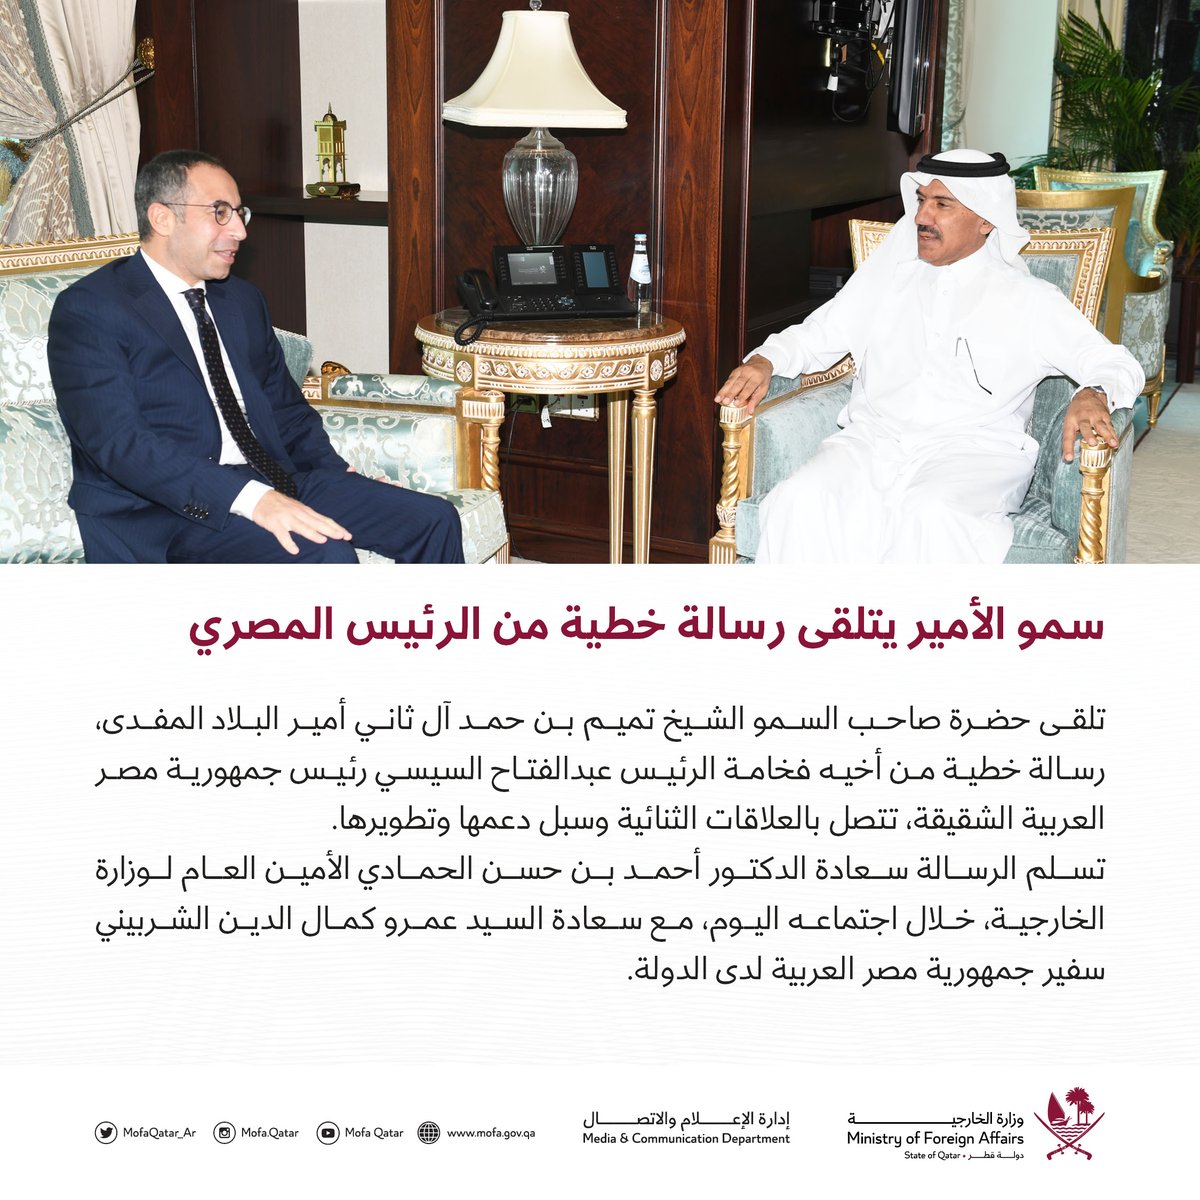 سمو الأمير يتلقى رسالة خطية من الرئيس المصري
تلقى حضرة صاحب السمو الشيخ تميم بن حمد آل ثاني أمير البلاد المفدى،
رسالة خطية من أخيه فخامة الرئيس عبدالفتاح السيسي رئيس جمهورية مصر
العربية الشقيقة، تتصل بالعلاقات الثنائية وسبل دعمها وتطويرها.
تسلم الرسالة سعادة الدكتور أحمد بن حسن الحمادي الأمين العام لوزارة
الخارجية، خلال اجتماعه اليوم، مع سعادة السيد عمرو كمال الدين الشربيني
سفير جمهورية مصر العربية لدى الدولة.
وزارة الخارجية
Ministry of Foreign Affairs
State of Qatar • دولة قطر
إدارة الإعلام والاتصال
Media & Communication Department
MofaQatar_Ar Mofa.Qatar Mofa Qatar www.mofa.gov.qa